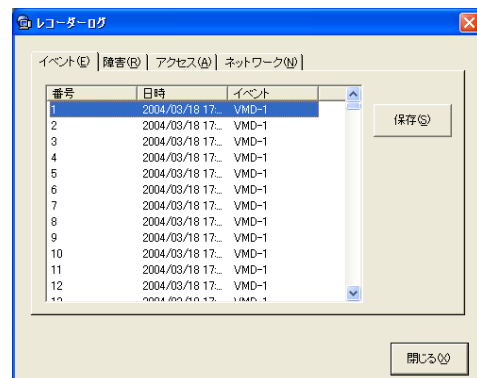 レコーダーログ
イベント(E) 障害(R) アクセス(A) ネットワーク(N)
番号 日時 イベント
1 2004/03/18 17:... VMD-1
2 2004/03/18 17:... VMD-1
3 2004/03/18 17:... VMD-1
4 2004/03/18 17:... VMD-1
5 2004/03/18 17:... VMD-1
6 2004/03/18 17:... VMD-1
7 2004/03/18 17:... VMD-1
8 2004/03/18 17:... VMD-1
9 2004/03/18 17:... VMD-1
10 2004/03/18 17:... VMD-1
11 2004/03/18 17:... VMD-1
12 2004/03/18 17:... VMD-1
保存(S)
閉じる(X)